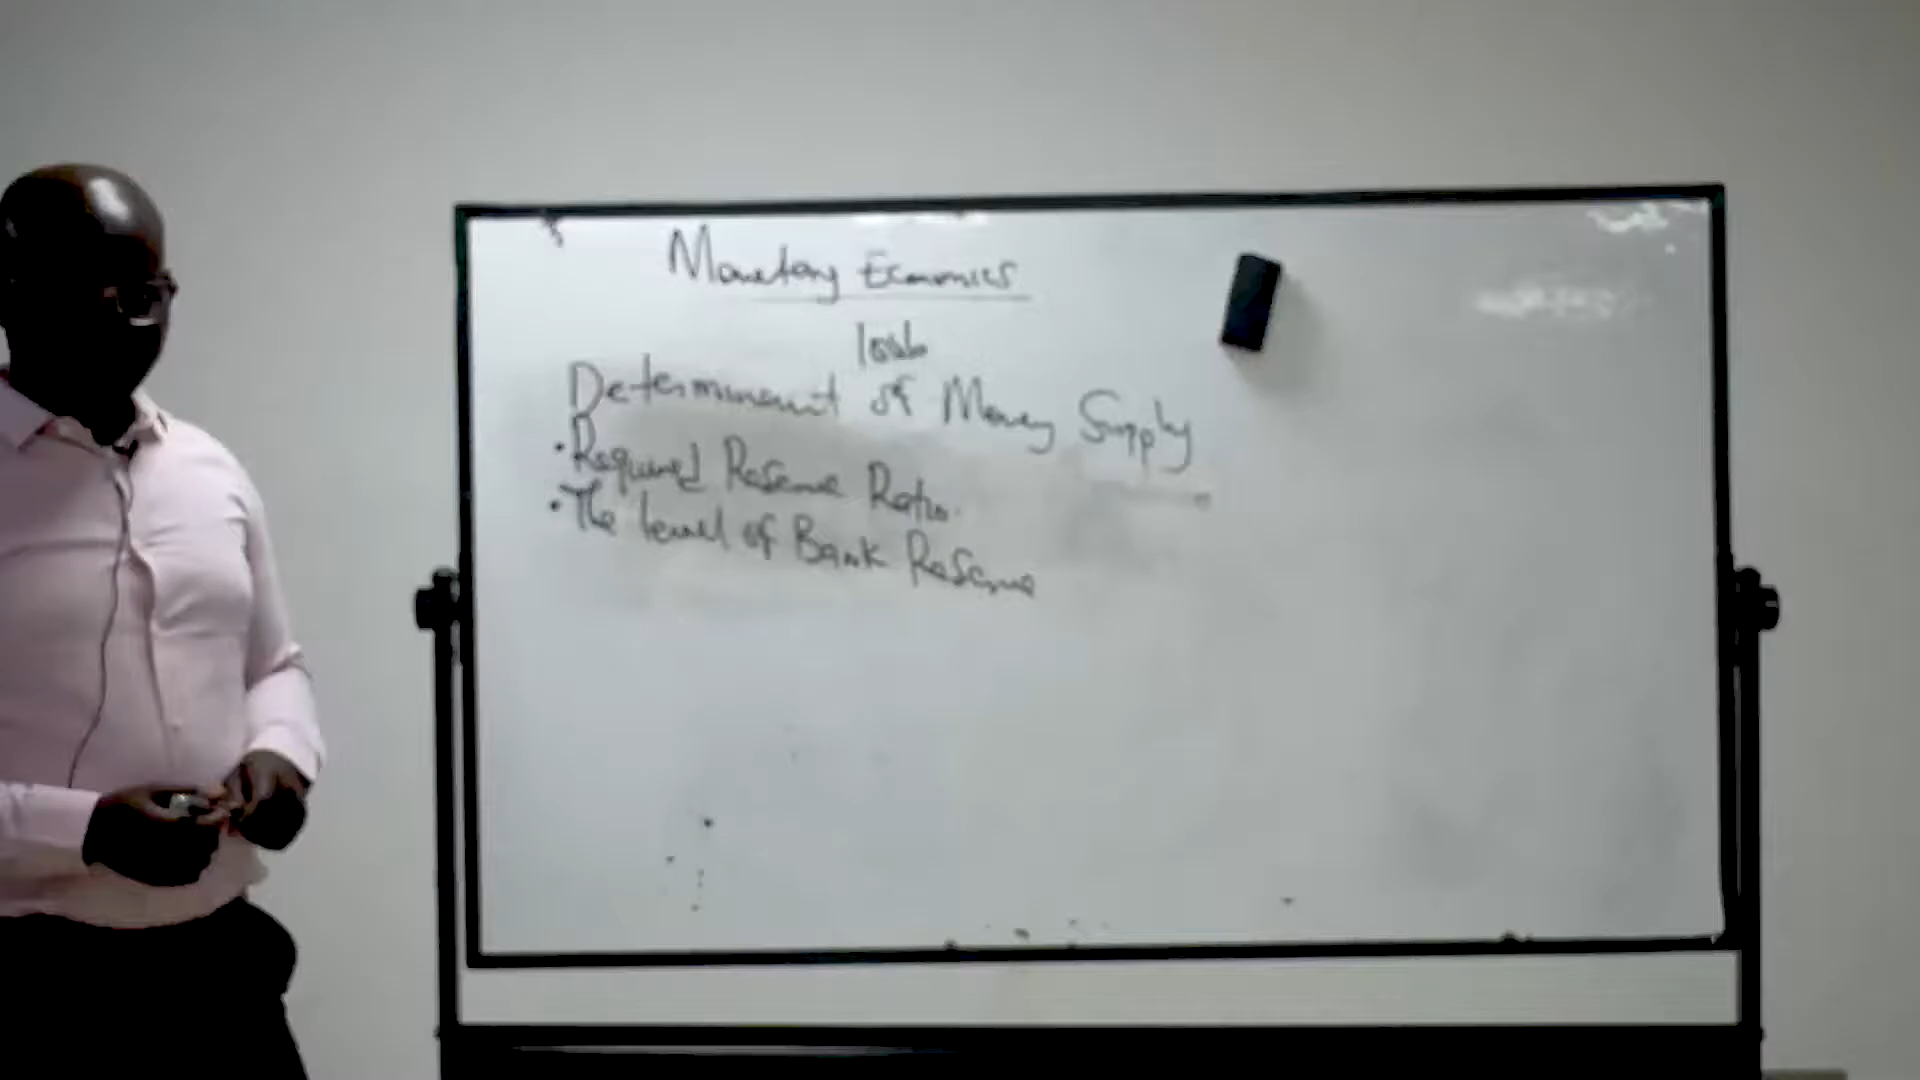 Monetary Economics
Determinant of Money Supply
• Required Reserve Ratio.
• The level of Bank Reserve